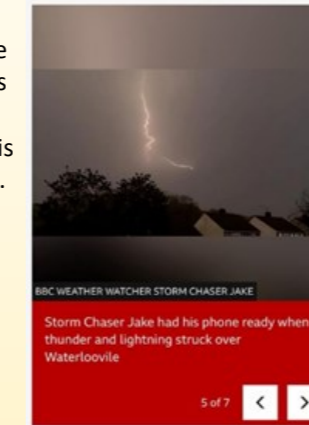 e
s
is
.
BBC WEATHER WATCHER STORM CHASER JAKE
Storm Chaser Jake had his phone ready when
thunder and lightning struck over
Waterloovile
5 of 7